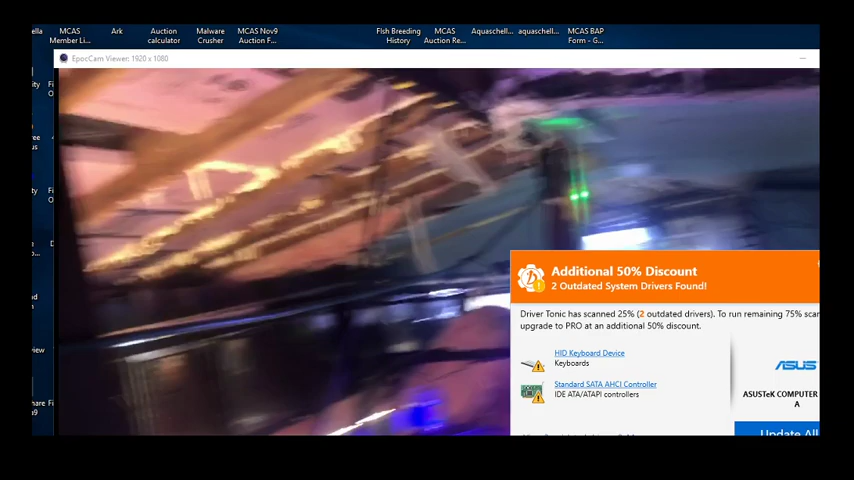 ella
MCAS
Member Li...
Ark
Auction
calculator
Malware
Crusher
MCAS Nov9
Auction F...
FIsh Breeding
History
MCAS
Auction Re...
Aquaschell...
aquaschell...
MCAS BAP
Form - G...
EpocCam Viewer: 1920 x 1080
Additional 50% Discount
2 Outdated System Drivers Found!
Driver Tonic has scanned 25% (2 outdated drivers). To run remaining 75% scan
upgrade to PRO at an additional 50% discount.
HID Keyboard Device
Keyboards
Standard SATA AHCI Controller
IDE ATA/ATAPI controllers
ASUS
ASUSTeK COMPUTER
A
Update All